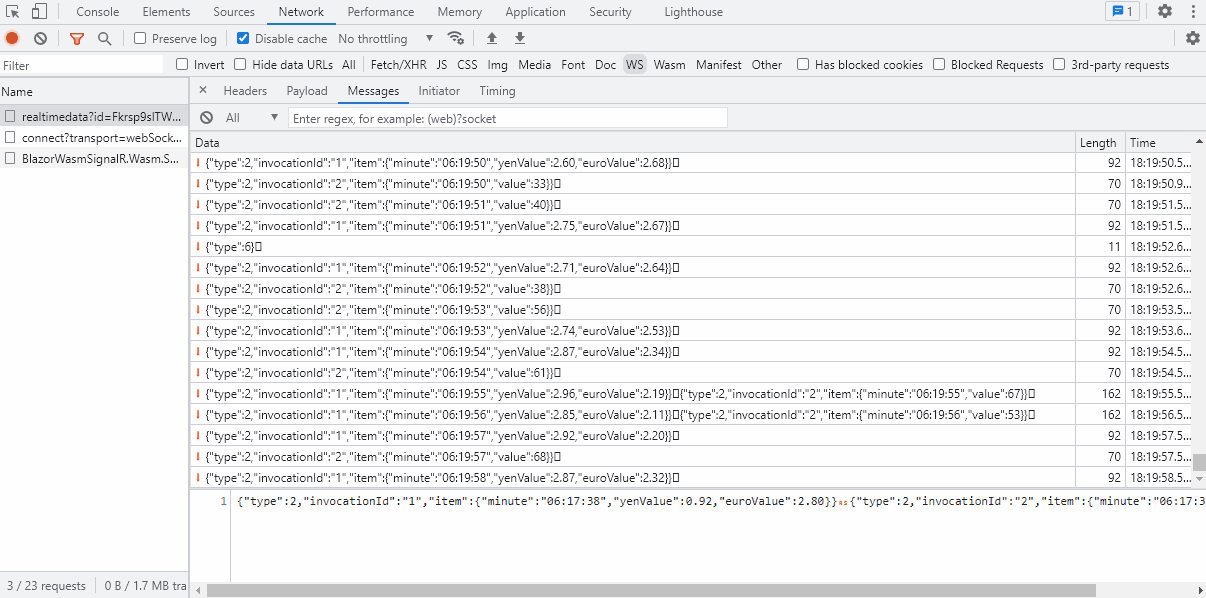 Console Elements Sources Network Performance Memory Application Security Lighthouse 1
Preserve log Disable cache No throttling
Filter Invert Hide data URLs All Fetch/XHR JS CSS Img Media Font Doc WS Wasm Manifest Other Has blocked cookies Blocked Requests 3rd-party requests
Name
realtimedata?id=Fkrsp9slTW...
connect?transport=webSock...
BlazorWasmSignalR.Wasm.S...
× Headers Payload Messages Initiator Timing
All Enter regex, for example: (web)?socket
Data Length Time
{"type":2,"invocationId":"1","item":{"minute":"06:19:50","yenValue":2.60,"euroValue":2.68}} 92 18:19:50.5...
{"type":2,"invocationId":"2","item":{"minute":"06:19:50","value":33}} 70 18:19:50.9...
{"type":2,"invocationId":"2","item":{"minute":"06:19:51","value":40}} 70 18:19:51.5...
{"type":2,"invocationId":"1","item":{"minute":"06:19:51","yenValue":2.75,"euroValue":2.67}} 92 18:19:51.5...
{"type":6} 11 18:19:52.6...
{"type":2,"invocationId":"1","item":{"minute":"06:19:52","yenValue":2.71,"euroValue":2.64}} 92 18:19:52.6...
{"type":2,"invocationId":"2","item":{"minute":"06:19:52","value":38}} 70 18:19:52.6...
{"type":2,"invocationId":"2","item":{"minute":"06:19:53","value":56}} 70 18:19:53.5...
{"type":2,"invocationId":"1","item":{"minute":"06:19:53","yenValue":2.74,"euroValue":2.53}} 92 18:19:53.6...
{"type":2,"invocationId":"1","item":{"minute":"06:19:54","yenValue":2.87,"euroValue":2.34}} 92 18:19:54.5...
{"type":2,"invocationId":"2","item":{"minute":"06:19:54","value":61}} 70 18:19:54.5...
{"type":2,"invocationId":"1","item":{"minute":"06:19:55","yenValue":2.96,"euroValue":2.19}}{"type":2,"invocationId":"2","item":{"minute":"06:19:55","value":67}} 162 18:19:55.5...
{"type":2,"invocationId":"1","item":{"minute":"06:19:56","yenValue":2.85,"euroValue":2.11}}{"type":2,"invocationId":"2","item":{"minute":"06:19:56","value":53}} 162 18:19:56.5...
{"type":2,"invocationId":"1","item":{"minute":"06:19:57","yenValue":2.92,"euroValue":2.20}} 92 18:19:57.5...
{"type":2,"invocationId":"2","item":{"minute":"06:19:57","value":68}} 70 18:19:57.5...
{"type":2,"invocationId":"1","item":{"minute":"06:19:58","yenValue":2.87,"euroValue":2.32}} 92 18:19:58.5...
1 {"type":2,"invocationId":"1","item":{"minute":"06:17:38","yenValue":0.92,"euroValue":2.80}}RS{"type":2,"invocationId":"2","item":{"minute":"06:17:3
3 / 23 requests 0 B / 1.7 MB tra